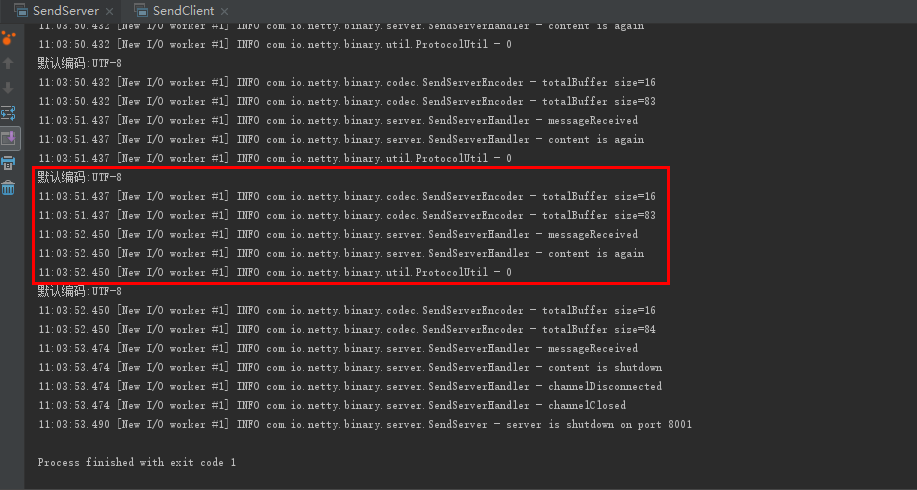 SendServer × SendClient ×
11:03:50.432 [New I/O worker #1] INFO com.io.netty.binary.server.SendServerHandler - content is again
11:03:50.432 [New I/O worker #1] INFO com.io.netty.binary.util.ProtocolUtil - 0
默认编码:UTF-8
11:03:50.432 [New I/O worker #1] INFO com.io.netty.binary.codec.SendServerEncoder - totalBuffer size=16
11:03:50.432 [New I/O worker #1] INFO com.io.netty.binary.codec.SendServerEncoder - totalBuffer size=83
11:03:51.437 [New I/O worker #1] INFO com.io.netty.binary.server.SendServerHandler - messageReceived
11:03:51.437 [New I/O worker #1] INFO com.io.netty.binary.server.SendServerHandler - content is again
11:03:51.437 [New I/O worker #1] INFO com.io.netty.binary.util.ProtocolUtil - 0
默认编码:UTF-8
11:03:51.437 [New I/O worker #1] INFO com.io.netty.binary.codec.SendServerEncoder - totalBuffer size=16
11:03:51.437 [New I/O worker #1] INFO com.io.netty.binary.codec.SendServerEncoder - totalBuffer size=83
11:03:52.450 [New I/O worker #1] INFO com.io.netty.binary.server.SendServerHandler - messageReceived
11:03:52.450 [New I/O worker #1] INFO com.io.netty.binary.server.SendServerHandler - content is again
11:03:52.450 [New I/O worker #1] INFO com.io.netty.binary.util.ProtocolUtil - 0
默认编码:UTF-8
11:03:52.450 [New I/O worker #1] INFO com.io.netty.binary.codec.SendServerEncoder - totalBuffer size=16
11:03:52.450 [New I/O worker #1] INFO com.io.netty.binary.codec.SendServerEncoder - totalBuffer size=84
11:03:53.474 [New I/O worker #1] INFO com.io.netty.binary.server.SendServerHandler - messageReceived
11:03:53.474 [New I/O worker #1] INFO com.io.netty.binary.server.SendServerHandler - content is shutdown
11:03:53.474 [New I/O worker #1] INFO com.io.netty.binary.server.SendServerHandler - channelDisconnected
11:03:53.474 [New I/O worker #1] INFO com.io.netty.binary.server.SendServerHandler - channelClosed
11:03:53.490 [New I/O worker #1] INFO com.io.netty.binary.server.SendServer - server is shutdown on port 8001
Process finished with exit code 1